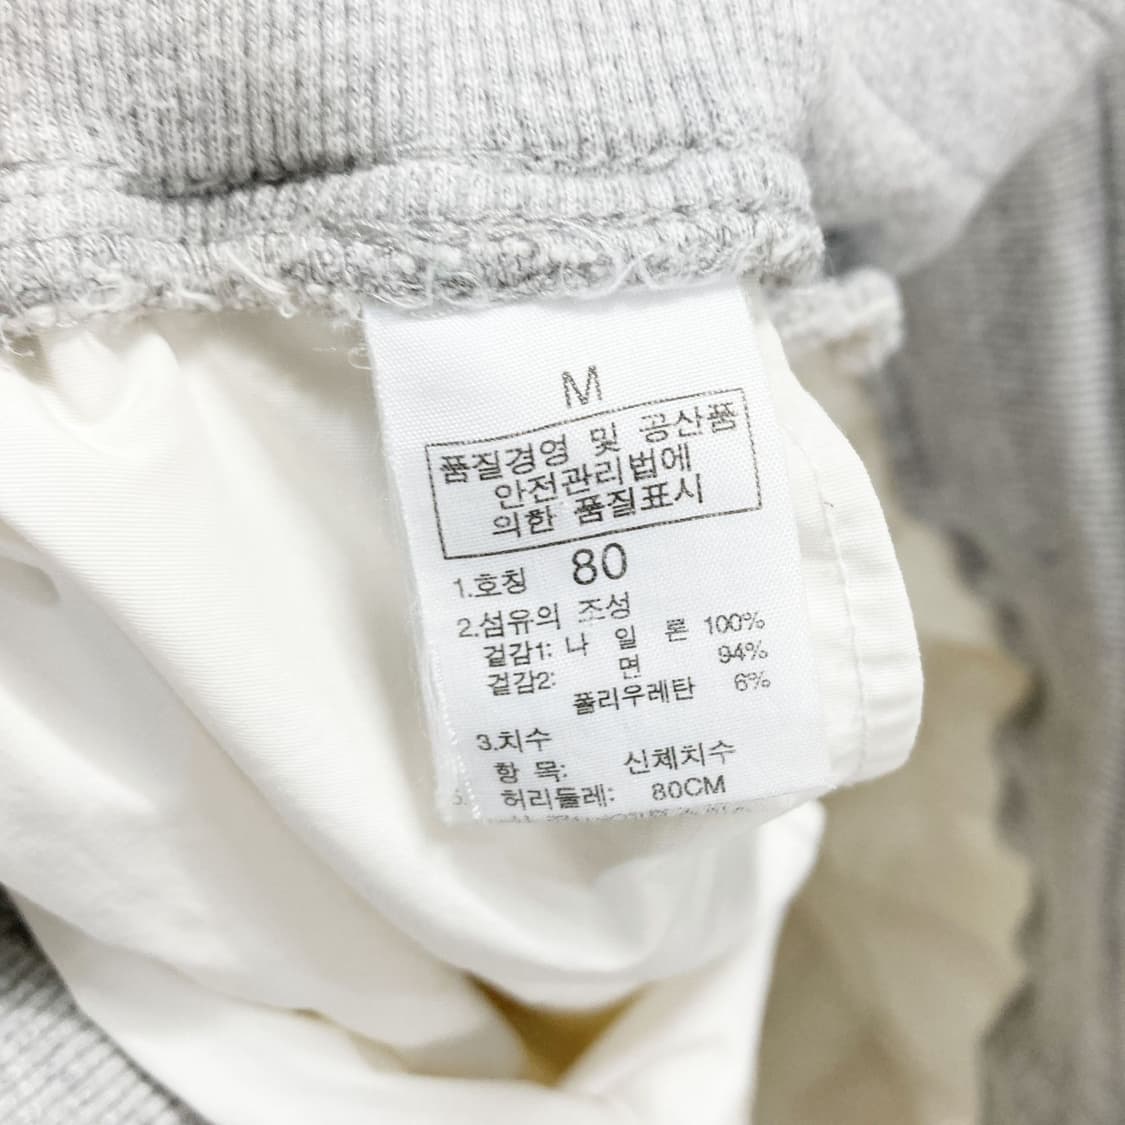 M
품질경영 및 공산품
안전관리법에
의한 품질표시
1.호칭 80
2.섬유의 조성
겉감1: 나 일 론 100%
겉감2: 면 94%
폴리우레탄 6%
3.치수
항 목: 신체치수
허리둘레: 80CM